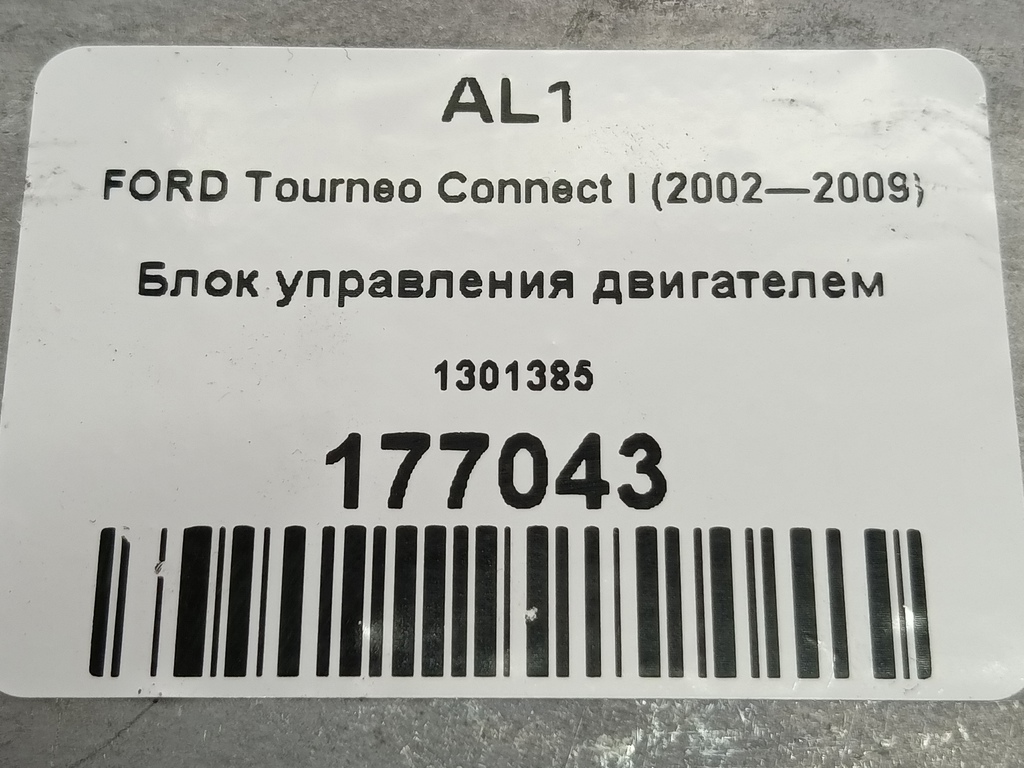 AL1
FORD Tourneo Connect I (2002—2009)
Блок управления двигателем
1301385
177043